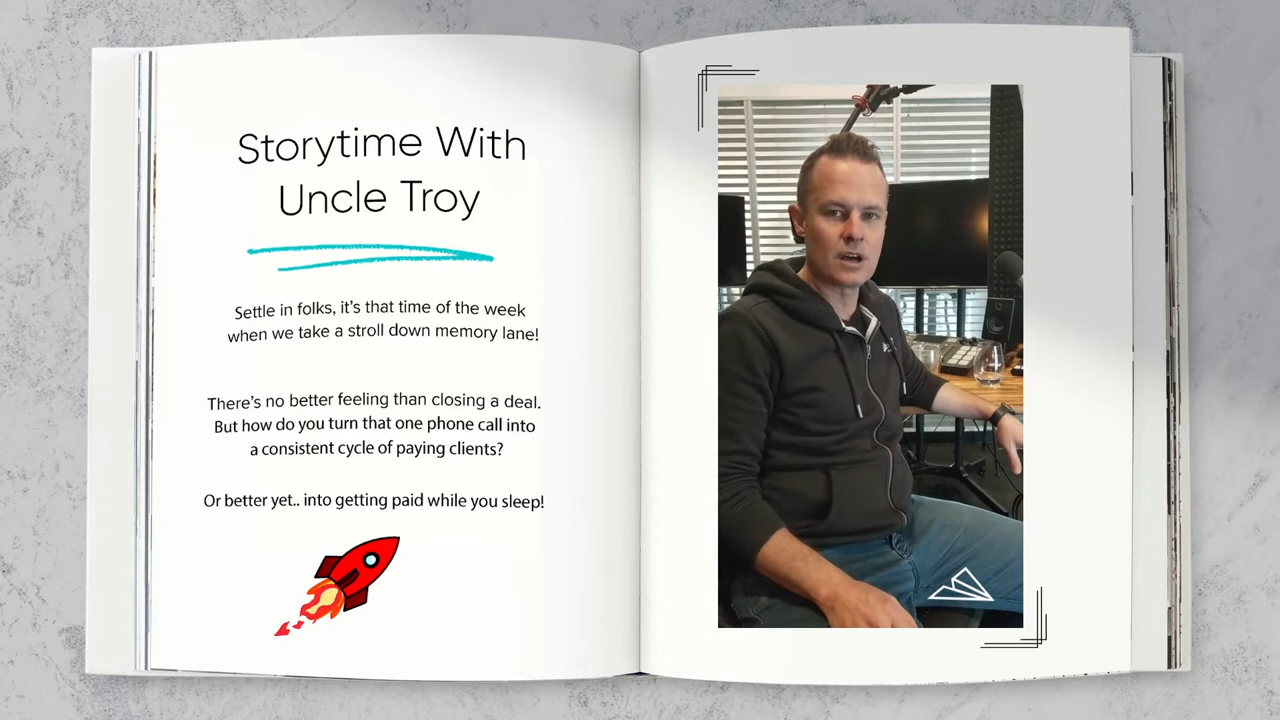 Storytime With
Uncle Troy
Settle in folks, it's that time of the week
when we take a stroll down memory lane!
There's no better feeling than closing a deal.
But how do you turn that one phone call into
a consistent cycle of paying clients?
Or better yet.. into getting paid while you sleep!